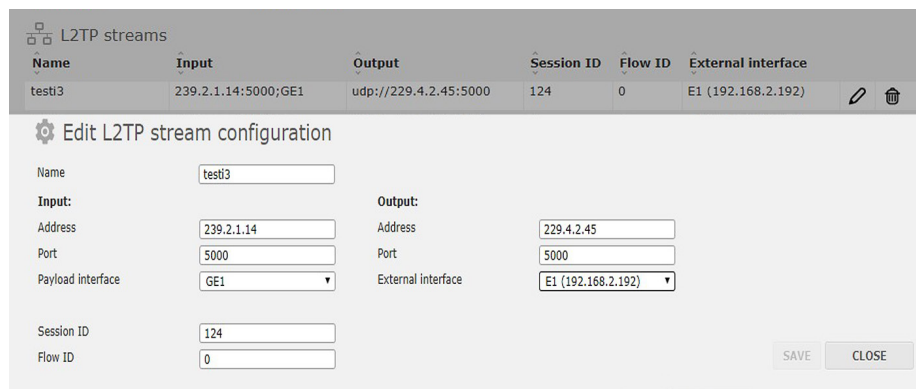 L2TP streams
Name Input Output Session ID Flow ID External interface
testi3 239.2.1.14:5000;GE1 udp://229.4.2.45:5000 124 0 E1 (192.168.2.192)
Edit L2TP stream configuration
Name testi3
Input: Output:
Address 239.2.1.14 Address 229.4.2.45
Port 5000 Port 5000
Payload interface GE1 External interface E1 (192.168.2.192)
Session ID 124
Flow ID 0
SAVE CLOSE